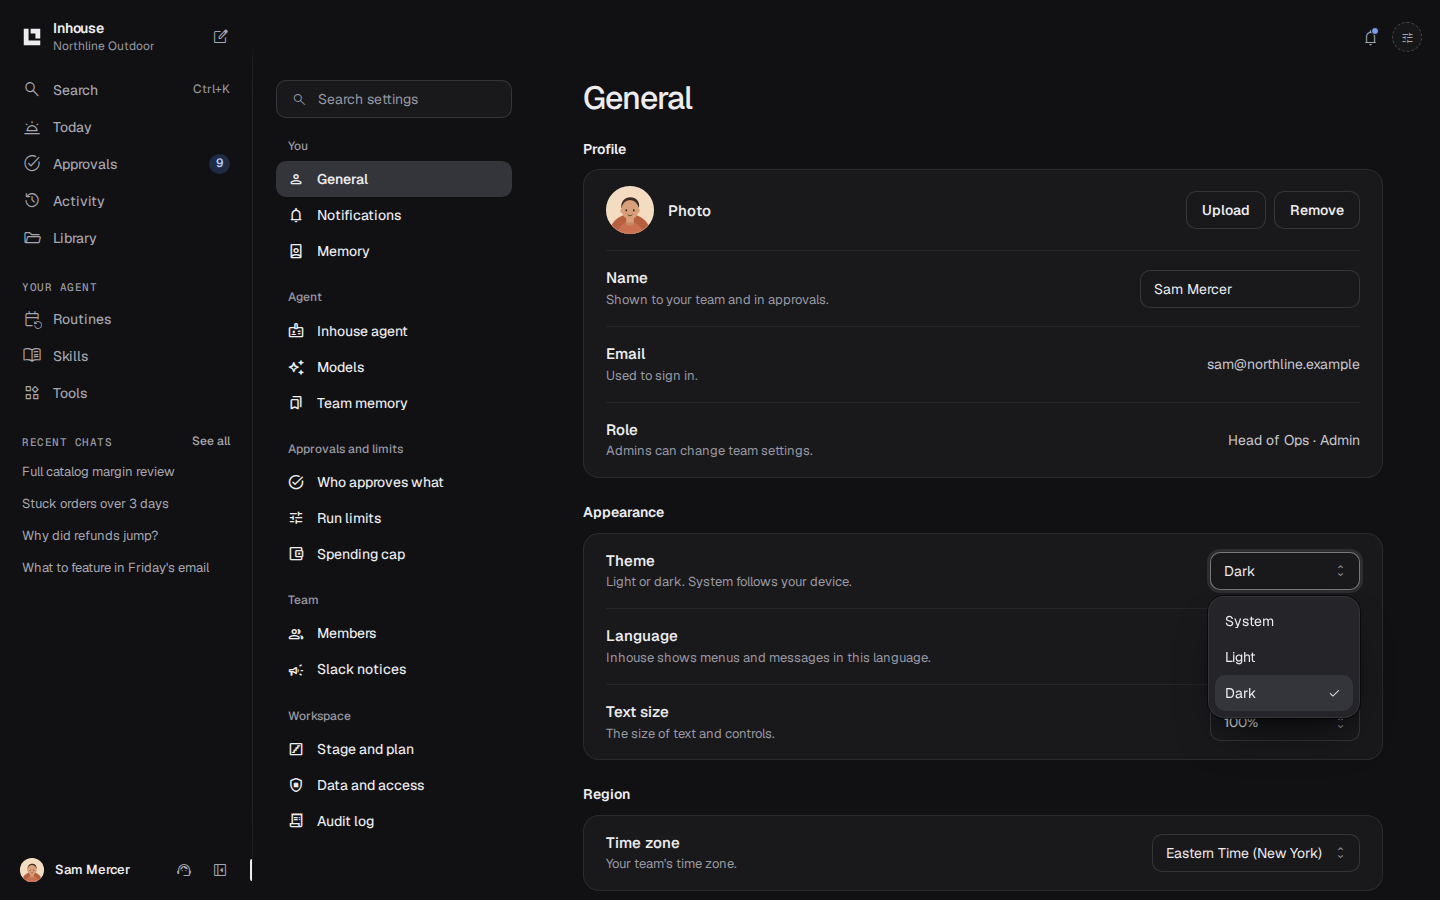 Inhouse
Northline Outdoor
Search Ctrl+K
Today
Approvals 9
Activity
Library
YOUR AGENT
Routines
Skills
Tools
RECENT CHATS See all
Full catalog margin review
Stuck orders over 3 days
Why did refunds jump?
What to feature in Friday's email
Sam Mercer
Search settings
You
General
Notifications
Memory
Agent
Inhouse agent
Models
Team memory
Approvals and limits
Who approves what
Run limits
Spending cap
Team
Members
Slack notices
Workspace
Stage and plan
Data and access
Audit log
General
Profile
Photo Upload Remove
Name
Shown to your team and in approvals.
Sam Mercer
Email
Used to sign in.
sam@northline.example
Role
Admins can change team settings.
Head of Ops · Admin
Appearance
Theme
Light or dark. System follows your device.
Dark
System
Light
Dark
Language
Inhouse shows menus and messages in this language.
Text size
The size of text and controls.
100%
Region
Time zone
Your team's time zone.
Eastern Time (New York)